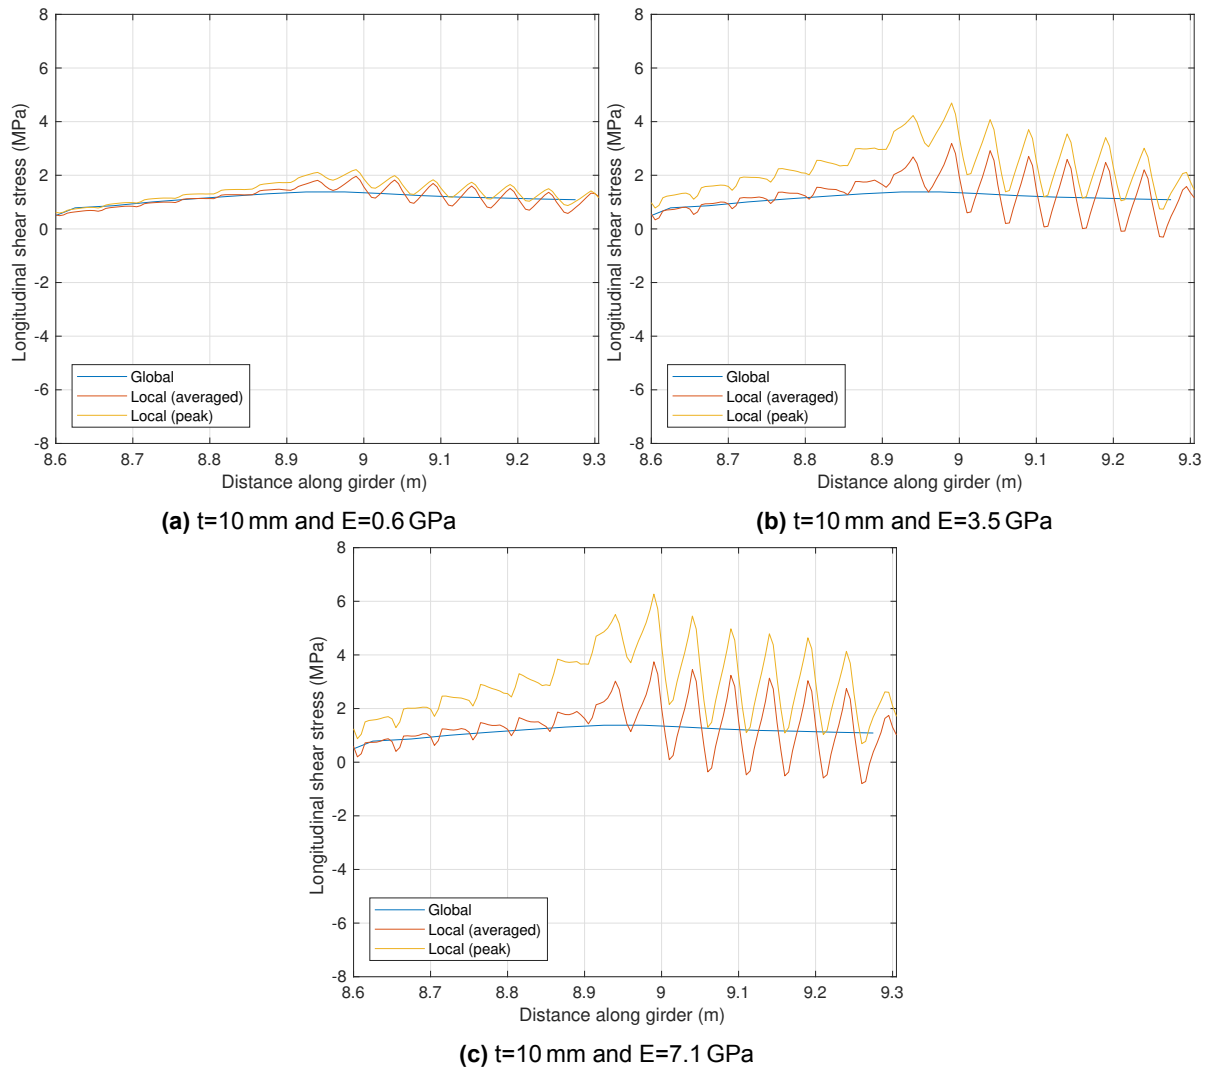 8
6
4
2
0
-2
-4
-6
-8
Longitudinal shear stress (MPa)
Global
Local (averaged)
Local (peak)
8.6 8.7 8.8 8.9 9 9.1 9.2 9.3
Distance along girder (m)
(a) t=10 mm and E=0.6 GPa
8
6
4
2
0
-2
-4
-6
-8
Longitudinal shear stress (MPa)
Global
Local (averaged)
Local (peak)
8.6 8.7 8.8 8.9 9 9.1 9.2 9.3
Distance along girder (m)
(b) t=10 mm and E=3.5 GPa
8
6
4
2
0
-2
-4
-6
-8
Longitudinal shear stress (MPa)
Global
Local (averaged)
Local (peak)
8.6 8.7 8.8 8.9 9 9.1 9.2 9.3
Distance along girder (m)
(c) t=10 mm and E=7.1 GPa